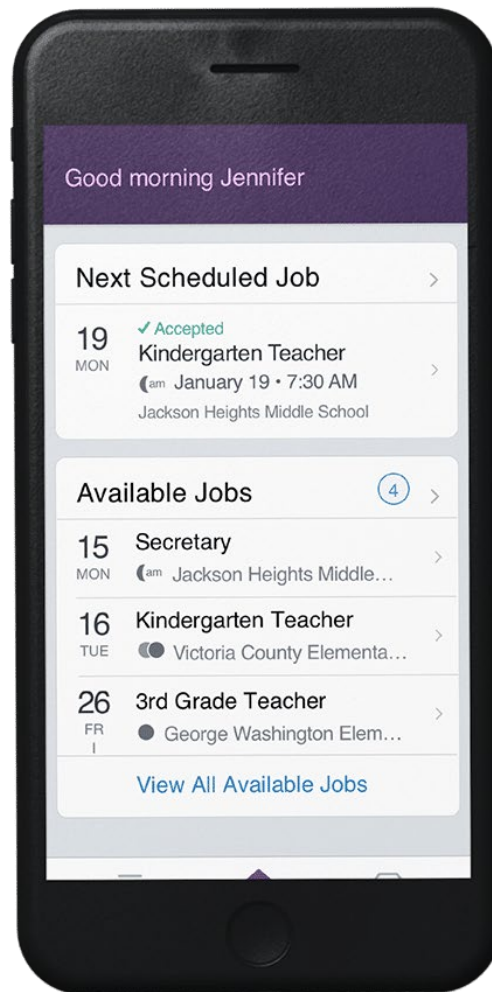 Good morning Jennifer
Next Scheduled Job
19
MON
✓ Accepted
Kindergarten Teacher
am January 19 • 7:30 AM
Jackson Heights Middle School
Available Jobs
4
15
MON
Secretary
am Jackson Heights Middle...
16
TUE
Kindergarten Teacher
Victoria County Elementa...
26
FR
I
3rd Grade Teacher
George Washington Elem...
View All Available Jobs